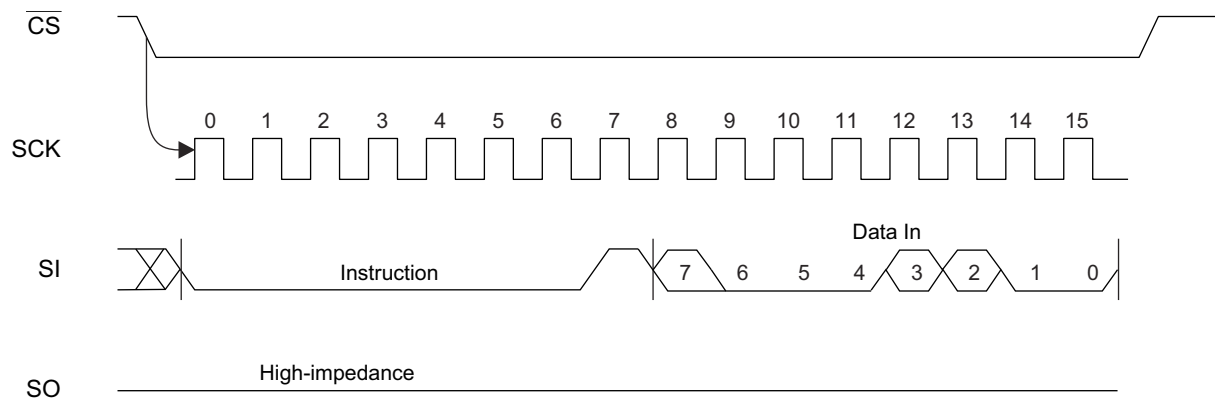 CS
0 1 2 3 4 5 6 7 8 9 10 11 12 13 14 15
SCK
Data In
SI
Instruction
7 6 5 4 3 2 1 0
High-impedance
SO